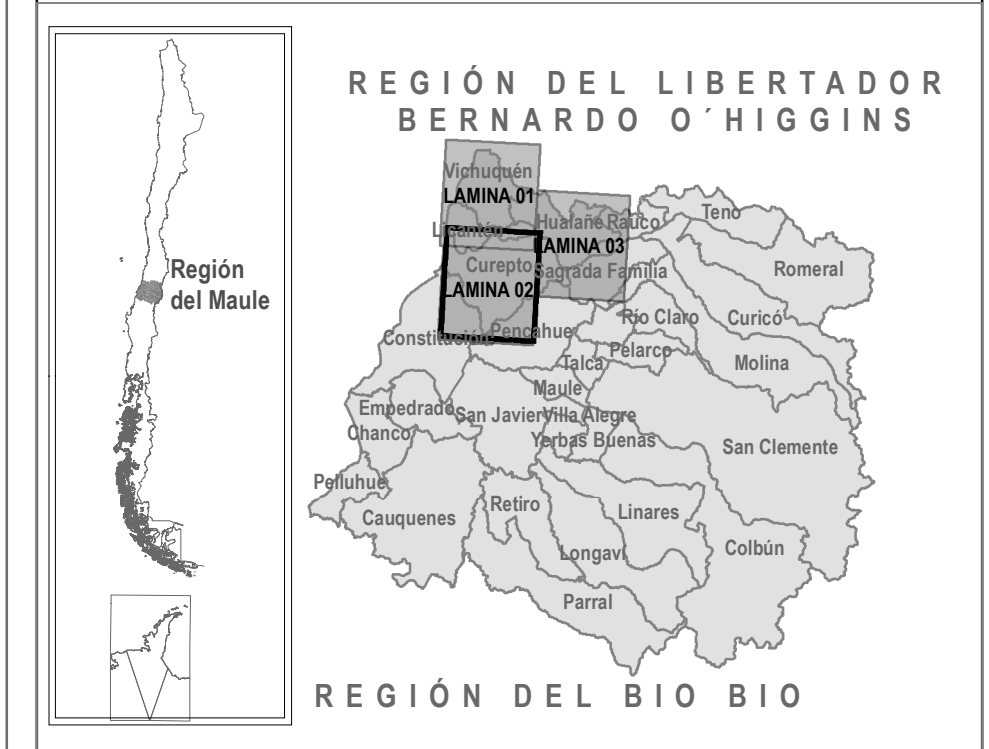 REGIÓN DEL LIBERTADOR
BERNARDO O´HIGGINS
Región
del Maule
Vichuquén
LAMINA 01
Licantén
Hualañe
Rauco
Teno
LAMINA 03
Curepto
Sagrada Familia
Romeral
LAMINA 02
Constitución
Pencahue
Río Claro
Curicó
Pelarco
Talca
Molina
Maule
Empedrado
San Javier
Villa Alegre
Chanco
Yerbas Buenas
San Clemente
Pelluhue
Cauquenes
Retiro
Linares
Longaví
Colbún
Parral
REGIÓN DEL BIO BIO